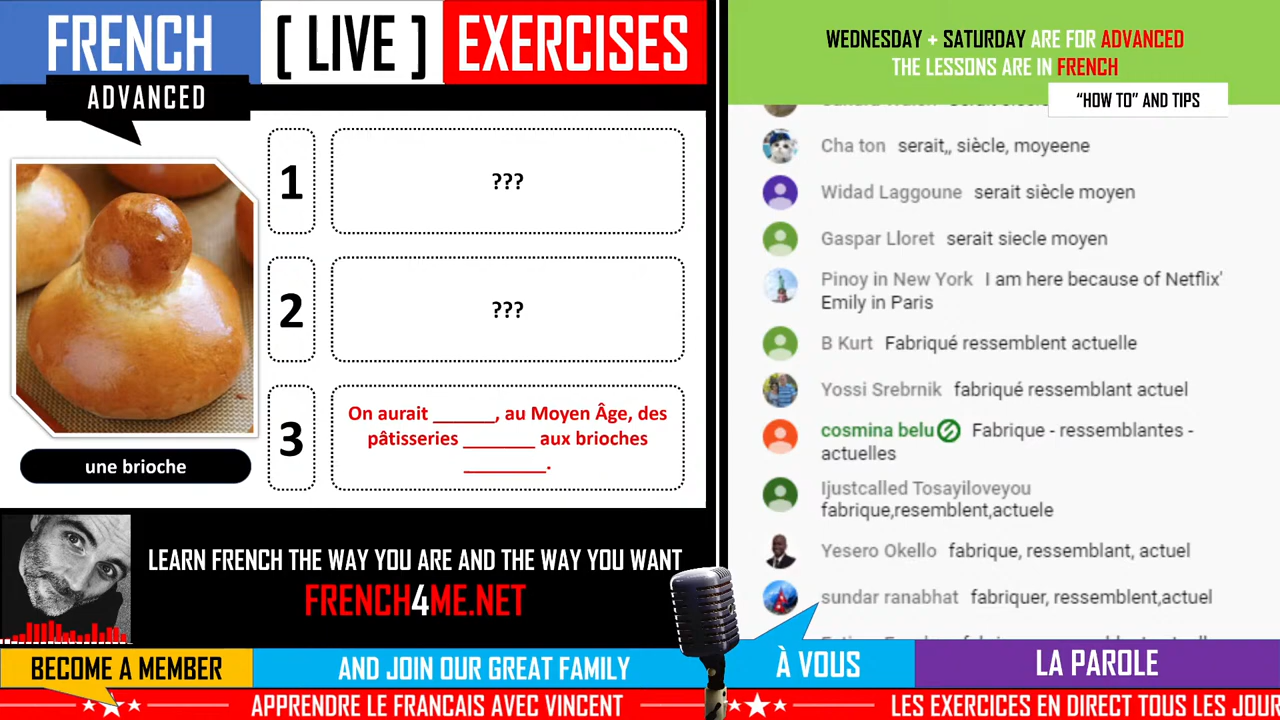 FRENCH [ LIVE ] EXERCISES
ADVANCED
1
???
2
???
3
On aurait ______, au Moyen Âge, des
pâtisseries _______ aux brioches
________.
une brioche
LEARN FRENCH THE WAY YOU ARE AND THE WAY YOU WANT
FRENCH4ME.NET
WEDNESDAY + SATURDAY ARE FOR ADVANCED
THE LESSONS ARE IN FRENCH
"HOW TO" AND TIPS
Cha ton serait,, siècle, moyeene
Widad Laggoune serait siècle moyen
Gaspar Lloret serait siecle moyen
Pinoy in New York I am here because of Netflix'
Emily in Paris
B Kurt Fabriqué ressemblent actuelle
Yossi Srebrnik fabriqué ressemblant actuel
cosmina belu Fabrique - ressemblantes -
actuelles
Ijustcalled Tosayiloveyou
fabrique,resemblent,actuele
Yesero Okello fabrique, ressemblant, actuel
sundar ranabhat fabriquer, ressemblent,actuel
BECOME A MEMBER
AND JOIN OUR GREAT FAMILY
À VOUS
LA PAROLE
APPRENDRE LE FRANCAIS AVEC VINCENT
LES EXERCICES EN DIRECT TOUS LES JOUR